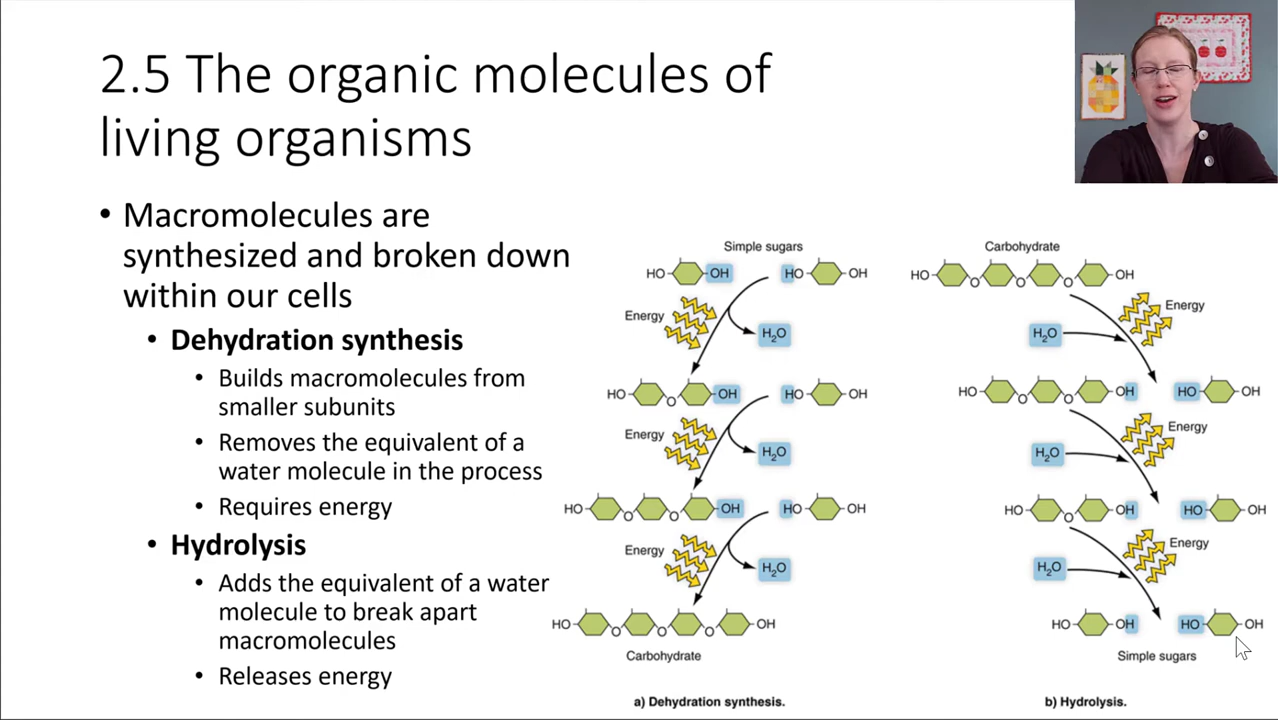 2.5 The organic molecules of
living organisms
• Macromolecules are
synthesized and broken down
within our cells
• Dehydration synthesis
• Builds macromolecules from
smaller subunits
• Removes the equivalent of a
water molecule in the process
• Requires energy
• Hydrolysis
• Adds the equivalent of a water
molecule to break apart
macromolecules
• Releases energy
Simple sugars
HO OH HO OH
Energy
H₂O
HO O OH HO OH
Energy
H₂O
HO O O OH HO OH
Energy
H₂O
HO O O O OH
Carbohydrate
a) Dehydration synthesis.
Carbohydrate
HO O O O OH
Energy
H₂O
HO O O OH HO OH
Energy
H₂O
HO O OH HO OH
Energy
H₂O
HO OH HO OH
Simple sugars
b) Hydrolysis.